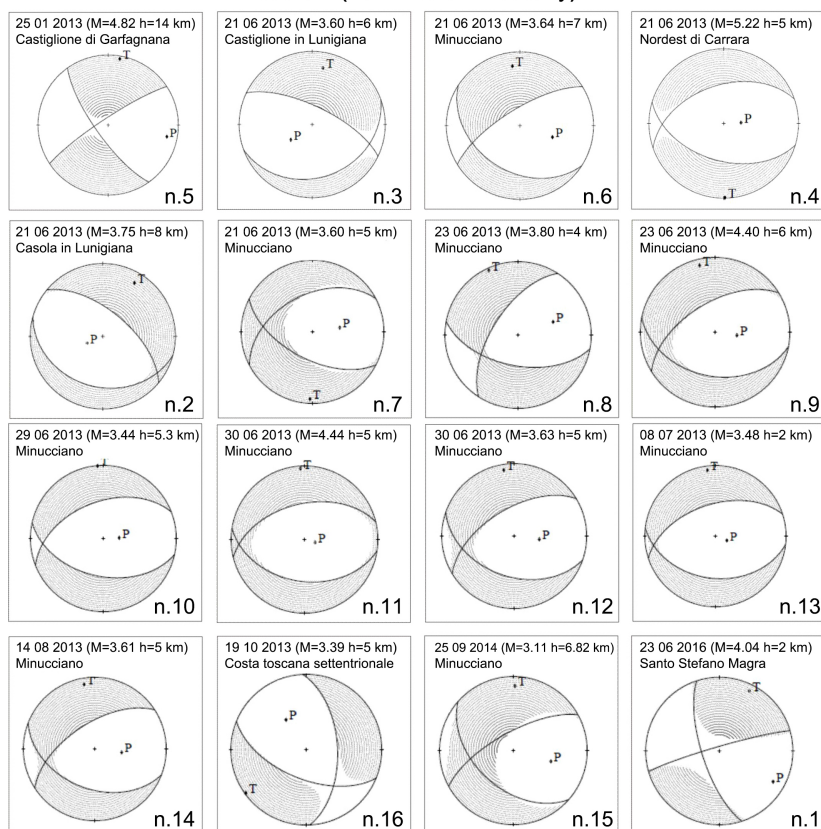 25 01 2013 (M=4.82 h=14 km)
Castiglione di Garfagnana
T
P
n.5
21 06 2013 (M=3.60 h=6 km)
Castiglione in Lunigiana
T
P
n.3
21 06 2013 (M=3.64 h=7 km)
Minucciano
T
P
n.6
21 06 2013 (M=5.22 h=5 km)
Nordest di Carrara
P
T
n.4
21 06 2013 (M=3.75 h=8 km)
Casola in Lunigiana
T
P
n.2
21 06 2013 (M=3.60 h=5 km)
Minucciano
P
T
n.7
23 06 2013 (M=3.80 h=4 km)
Minucciano
T
P
n.8
23 06 2013 (M=4.40 h=6 km)
Minucciano
T
P
n.9
29 06 2013 (M=3.44 h=5.3 km)
Minucciano
T
P
n.10
30 06 2013 (M=4.44 h=5 km)
Minucciano
T
P
n.11
30 06 2013 (M=3.63 h=5 km)
Minucciano
T
P
n.12
08 07 2013 (M=3.48 h=2 km)
Minucciano
T
P
n.13
14 08 2013 (M=3.61 h=5 km)
Minucciano
T
P
n.14
19 10 2013 (M=3.39 h=5 km)
Costa toscana settentrionale
P
T
n.16
25 09 2014 (M=3.11 h=6.82 km)
Minucciano
T
P
n.15
23 06 2016 (M=4.04 h=2 km)
Santo Stefano Magra
T
P
n.1